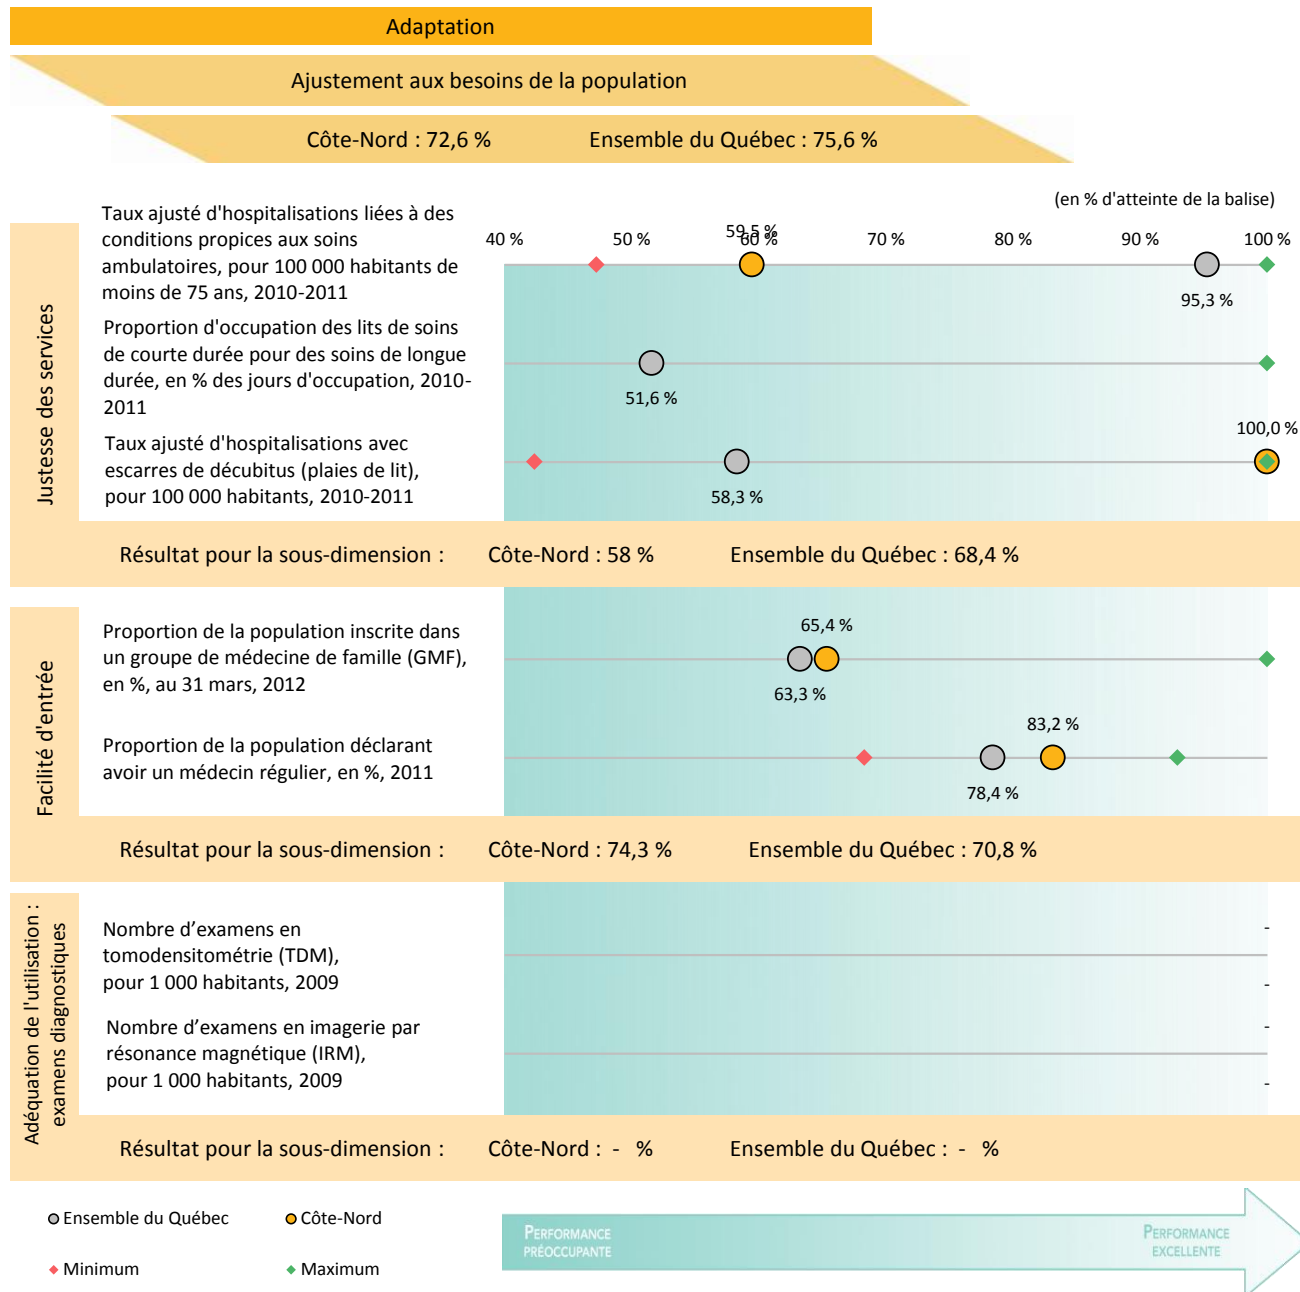 Adaptation
Ajustement aux besoins de la population
Côte-Nord : 72,6 % Ensemble du Québec : 75,6 %
(en % d'atteinte de la balise)
40 % 50 % 60 % 70 % 80 % 90 % 100 %
Justesse des services
Taux ajusté d'hospitalisations liées à des
conditions propices aux soins
ambulatoires, pour 100 000 habitants de
moins de 75 ans, 2010-2011
59,5 %
95,3 %
Proportion d'occupation des lits de soins
de courte durée pour des soins de longue
durée, en % des jours d'occupation, 2010-
2011
51,6 %
Taux ajusté d'hospitalisations avec
escarres de décubitus (plaies de lit),
pour 100 000 habitants, 2010-2011
100,0 %
58,3 %
Résultat pour la sous-dimension : Côte-Nord : 58 % Ensemble du Québec : 68,4 %
Facilité d'entrée
Proportion de la population inscrite dans
un groupe de médecine de famille (GMF),
en %, au 31 mars, 2012
65,4 %
63,3 %
Proportion de la population déclarant
avoir un médecin régulier, en %, 2011
83,2 %
78,4 %
Résultat pour la sous-dimension : Côte-Nord : 74,3 % Ensemble du Québec : 70,8 %
Adéquation de l'utilisation :
examens diagnostiques
Nombre d’examens en
tomodensitométrie (TDM),
pour 1 000 habitants, 2009
-
-
Nombre d’examens en imagerie par
résonance magnétique (IRM),
pour 1 000 habitants, 2009
-
-
Résultat pour la sous-dimension : Côte-Nord : - % Ensemble du Québec : - %
Ensemble du Québec Côte-Nord
Minimum Maximum
PERFORMANCE
PRÉOCCUPANTE
PERFORMANCE
EXCELLENTE